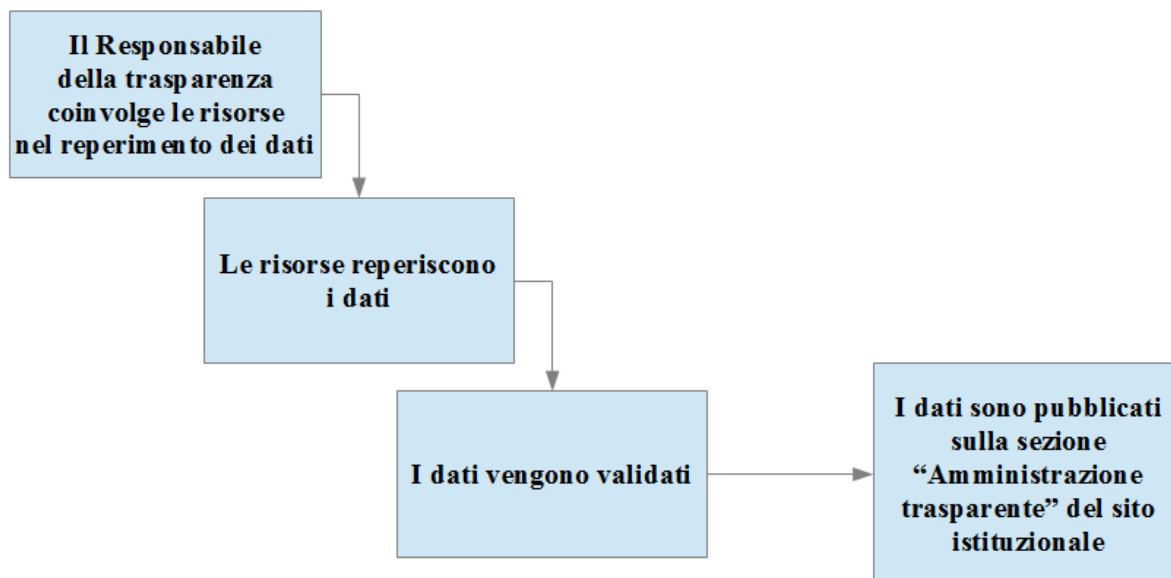 Il Responsabile
della trasparenza
coinvolge le risorse
nel reperimento dei dati
Le risorse reperiscono
i dati
I dati vengono validati
I dati sono pubblicati
sulla sezione
“Amministrazione
trasparente” del sito
istituzionale